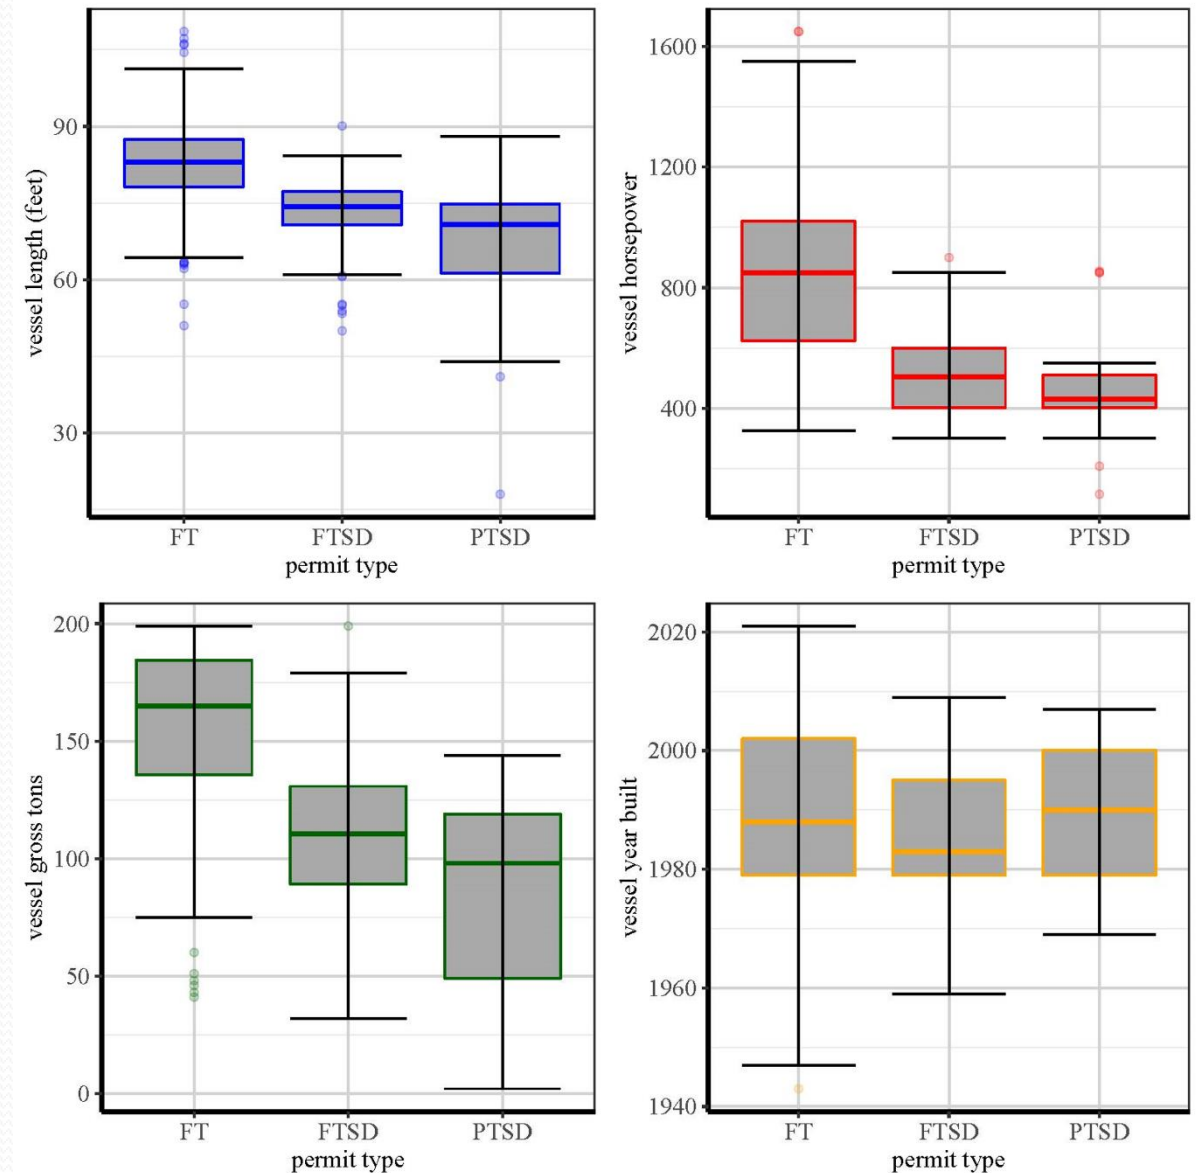 vessel length (feet)
90
60
30
FT FTSD PTSD
permit type
vessel horsepower
1600
1200
800
400
FT FTSD PTSD
permit type
vessel gross tons
200
150
100
50
0
FT FTSD PTSD
permit type
vessel year built
2020
2000
1980
1960
1940
FT FTSD PTSD
permit type